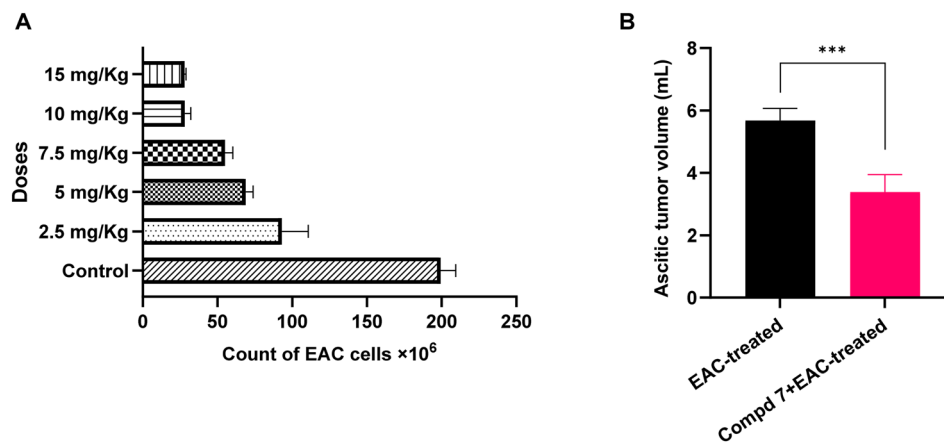 A
15 mg/Kg
10 mg/Kg
7.5 mg/Kg
5 mg/Kg
2.5 mg/Kg
Control
Doses
0 50 100 150 200 250
Count of EAC cells ×10⁶
B
***
8
6
4
2
0
Ascitic tumor volume (mL)
EAC-treated
Compd 7+EAC-treated